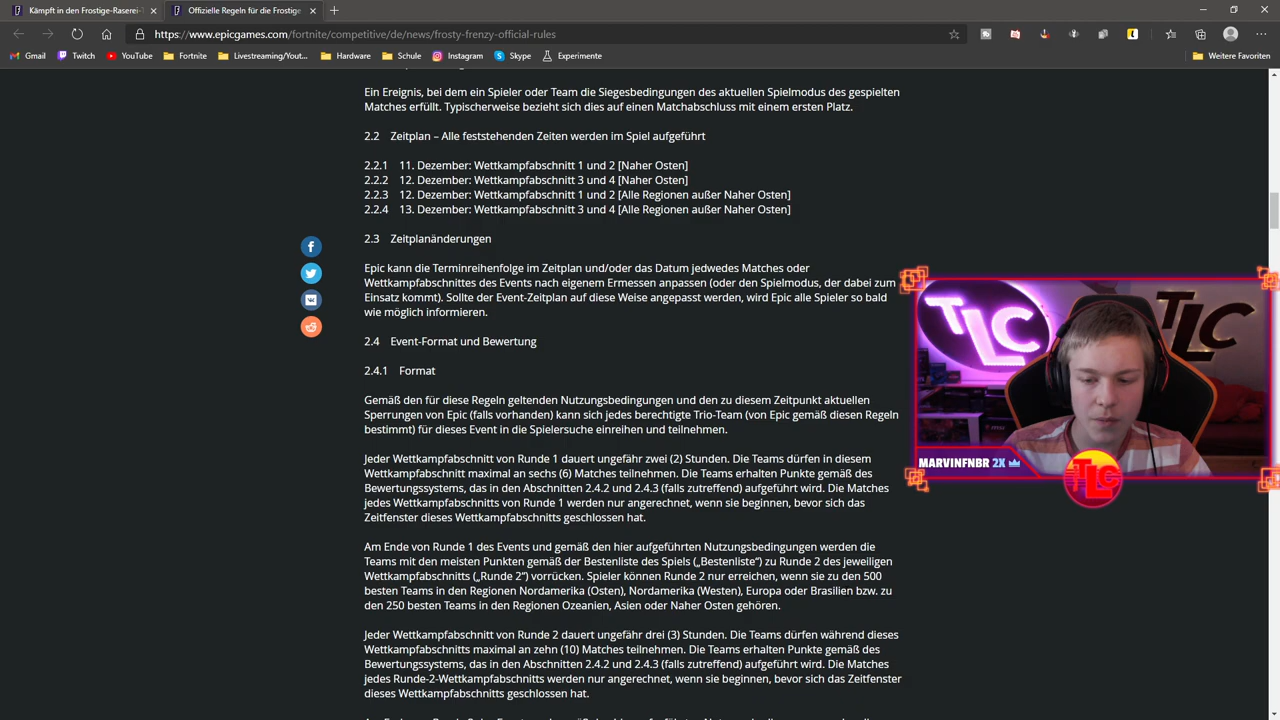 Kämpft in den Frostige-Raserei-
Offizielle Regeln für die Frostige
https://www.epicgames.com/fortnite/competitive/de/news/frosty-frenzy-official-rules
Gmail
Twitch
YouTube
Fortnite
Livestreaming/Yout...
Hardware
Schule
Instagram
Skype
Experimente
Weitere Favoriten
Ein Ereignis, bei dem ein Spieler oder Team die Siegesbedingungen des aktuellen Spielmodus des gespielten
Matches erfüllt. Typischerweise bezieht sich dies auf einen Matchabschluss mit einem ersten Platz.
2.2 Zeitplan – Alle feststehenden Zeiten werden im Spiel aufgeführt
2.2.1 11. Dezember: Wettkampfabschnitt 1 und 2 [Naher Osten]
2.2.2 12. Dezember: Wettkampfabschnitt 3 und 4 [Naher Osten]
2.2.3 12. Dezember: Wettkampfabschnitt 1 und 2 [Alle Regionen außer Naher Osten]
2.2.4 13. Dezember: Wettkampfabschnitt 3 und 4 [Alle Regionen außer Naher Osten]
2.3 Zeitplanänderungen
Epic kann die Terminreihenfolge im Zeitplan und/oder das Datum jedwedes Matches oder
Wettkampfabschnittes des Events nach eigenem Ermessen anpassen (oder den Spielmodus, der dabei zum
Einsatz kommt). Sollte der Event-Zeitplan auf diese Weise angepasst werden, wird Epic alle Spieler so bald
wie möglich informieren.
2.4 Event-Format und Bewertung
2.4.1 Format
Gemäß den für diese Regeln geltenden Nutzungsbedingungen und den zu diesem Zeitpunkt aktuellen
Sperrungen von Epic (falls vorhanden) kann sich jedes berechtigte Trio-Team (von Epic gemäß diesen Regeln
bestimmt) für dieses Event in die Spielersuche einreihen und teilnehmen.
Jeder Wettkampfabschnitt von Runde 1 dauert ungefähr zwei (2) Stunden. Die Teams dürfen in diesem
Wettkampfabschnitt maximal an sechs (6) Matches teilnehmen. Die Teams erhalten Punkte gemäß des
Bewertungssystems, das in den Abschnitten 2.4.2 und 2.4.3 (falls zutreffend) aufgeführt wird. Die Matches
jedes Wettkampfabschnitts von Runde 1 werden nur angerechnet, wenn sie beginnen, bevor sich das
Zeitfenster dieses Wettkampfabschnitts geschlossen hat.
Am Ende von Runde 1 des Events und gemäß den hier aufgeführten Nutzungsbedingungen werden die
Teams mit den meisten Punkten gemäß der Bestenliste des Spiels („Bestenliste“) zu Runde 2 des jeweiligen
Wettkampfabschnitts („Runde 2“) vorrücken. Spieler können Runde 2 nur erreichen, wenn sie zu den 500
besten Teams in den Regionen Nordamerika (Osten), Nordamerika (Westen), Europa oder Brasilien bzw. zu
den 250 besten Teams in den Regionen Ozeanien, Asien oder Naher Osten gehören.
Jeder Wettkampfabschnitt von Runde 2 dauert ungefähr drei (3) Stunden. Die Teams dürfen während dieses
Wettkampfabschnitts maximal an zehn (10) Matches teilnehmen. Die Teams erhalten Punkte gemäß des
Bewertungssystems, das in den Abschnitten 2.4.2 und 2.4.3 (falls zutreffend) aufgeführt wird. Die Matches
jedes Runde-2-Wettkampfabschnitts werden nur angerechnet, wenn sie beginnen, bevor sich das Zeitfenster
dieses Wettkampfabschnitts geschlossen hat.
TLC
TLC
MARVINFNBR 2X
TLC